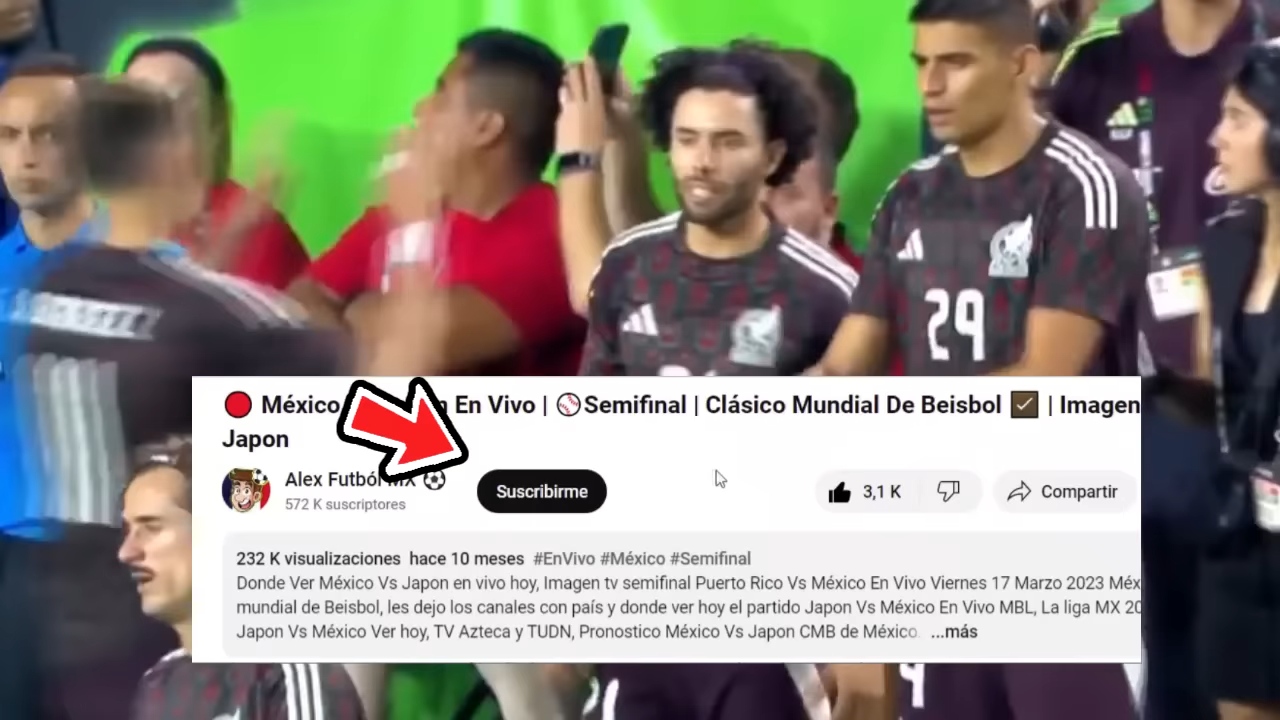 29
México n En Vivo | Semifinal | Clásico Mundial De Beisbol | Imagen
Japon
Alex Futból MX
572 K suscriptores
Suscribirme
3,1 K
Compartir
232 K visualizaciones hace 10 meses #EnVivo #México #Semifinal
Donde Ver México Vs Japon en vivo hoy, Imagen tv semifinal Puerto Rico Vs México En Vivo Viernes 17 Marzo 2023 Méx
mundial de Beisbol, les dejo los canales con país y donde ver hoy el partido Japon Vs México En Vivo MBL, La liga MX 20
Japon Vs México Ver hoy, TV Azteca y TUDN, Pronostico México Vs Japon CMB de México. ...más